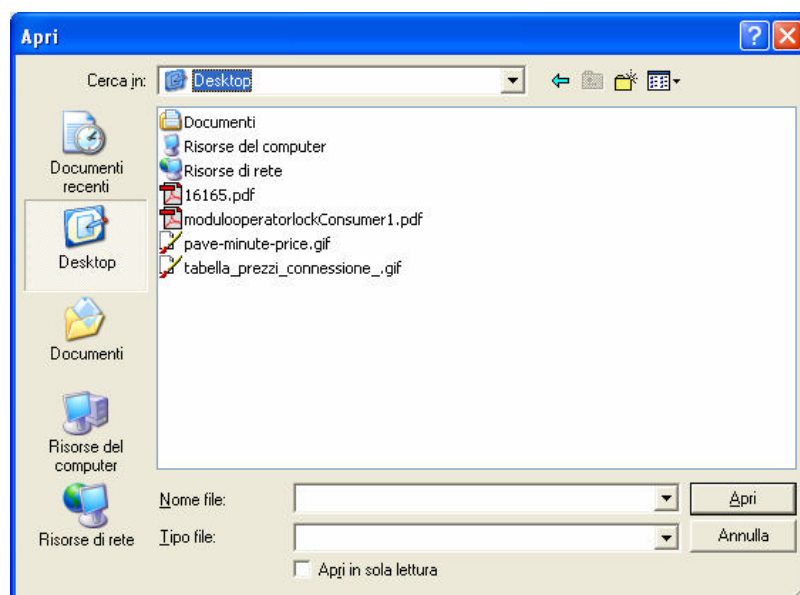 Apri
Cerca in: Desktop
Documenti
Risorse del computer
Risorse di rete
16165.pdf
modulooperatorlockConsumer1.pdf
pave-minute-price.gif
tabella_prezzi_connessione_.gif
Documenti
recenti
Desktop
Documenti
Risorse del
computer
Risorse di rete
Nome file:
Apri
Tipo file:
Annulla
Apri in sola lettura